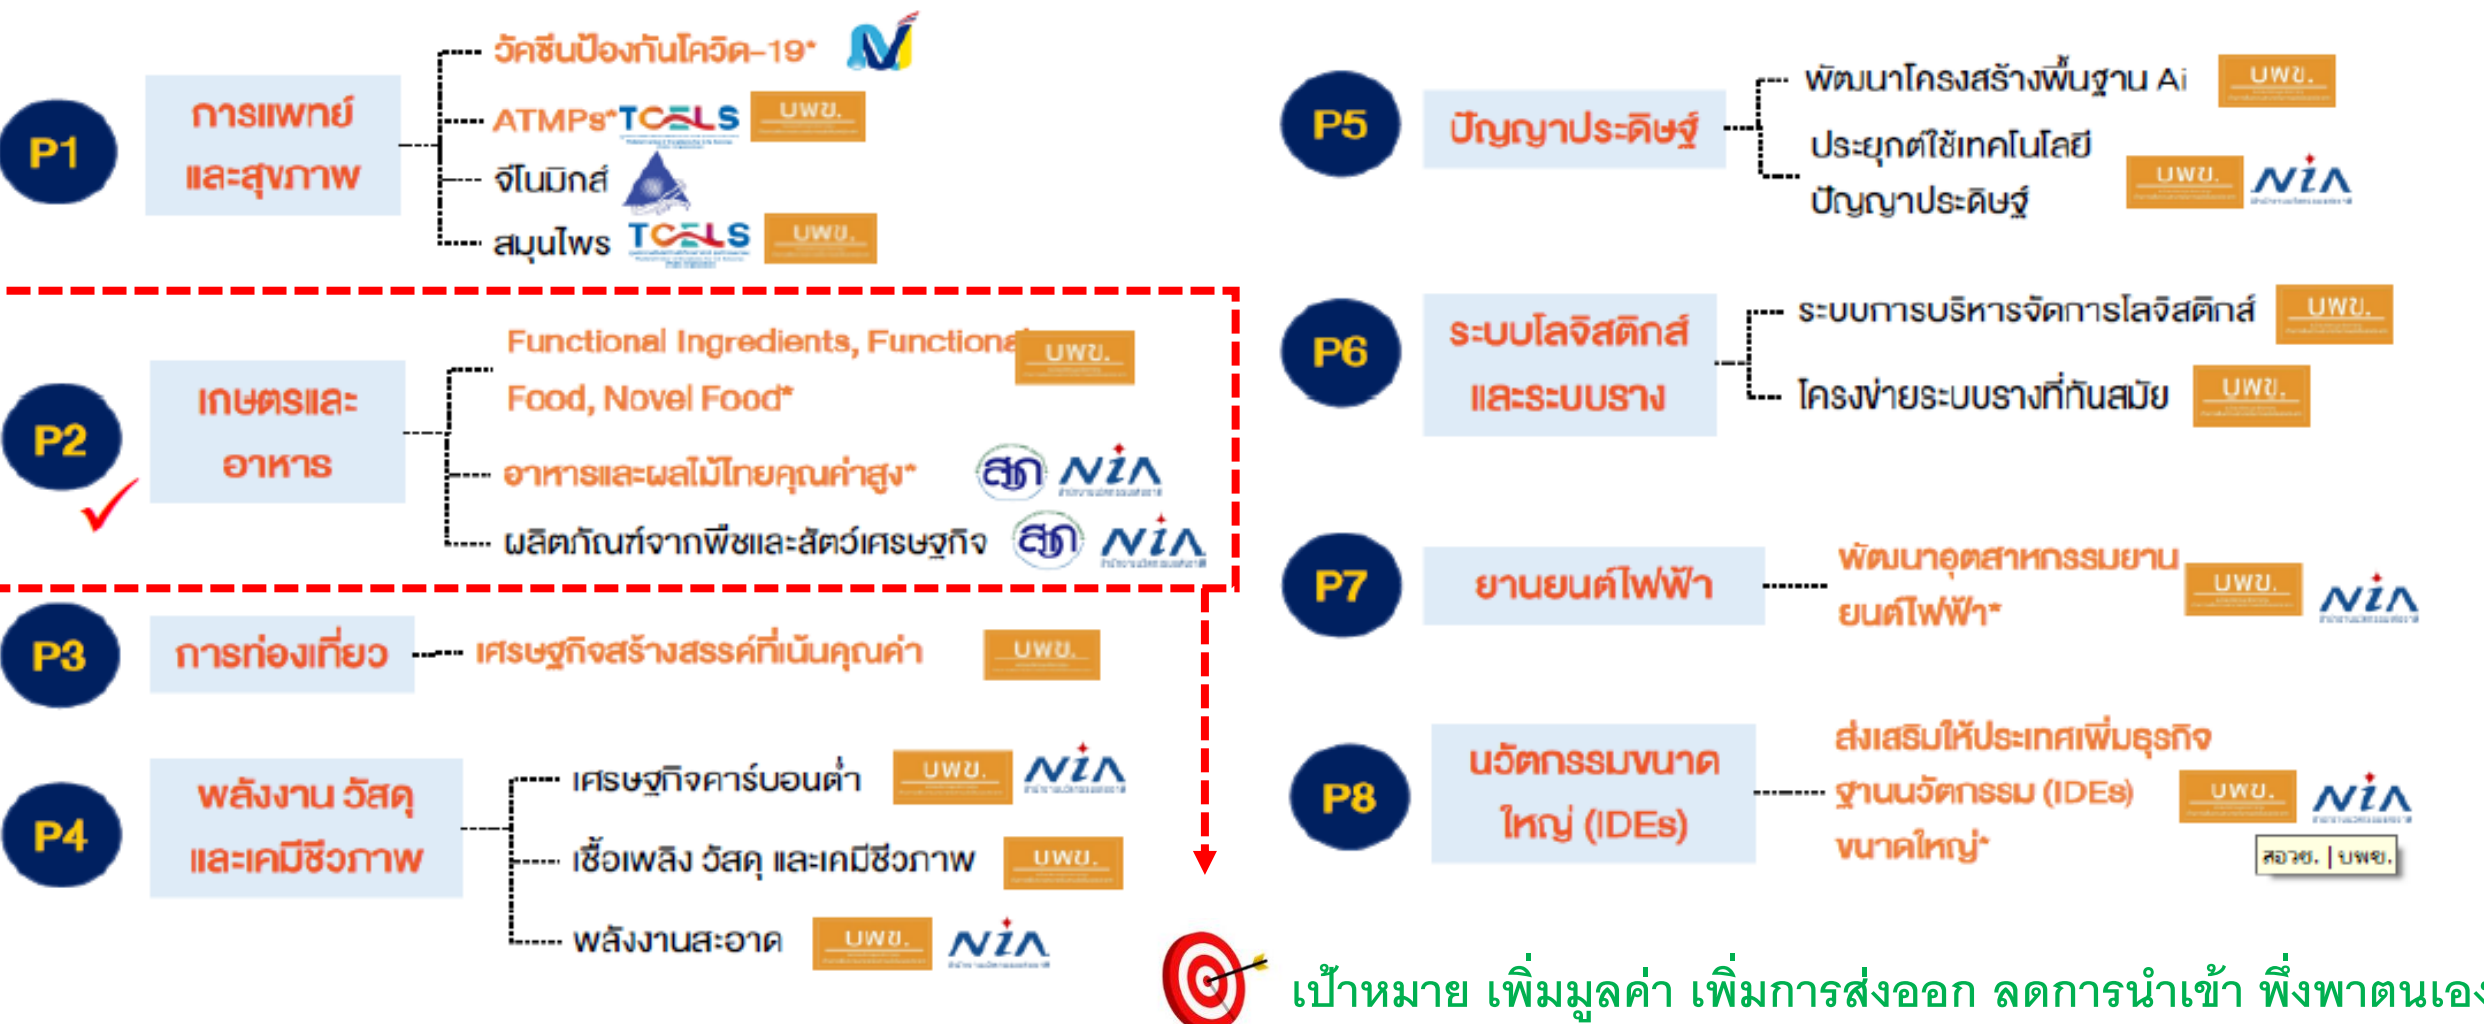 P1
การแพทย์
และสุขภาพ
วัคซีนป้องกันโควิด-19*
ATMPs*
TCELS
บพข.
จีโนมิกส์
สมุนไพร
TCELS
บพข.
P2
เกษตรและ
อาหาร
Functional Ingredients, Functiona
บพข.
Food, Novel Food*
อาหารและผลไม้ไทยคุณค่าสูง*
สวก
NiA
ผลิตภัณฑ์จากพืชและสัตว์เศรษฐกิจ
สวก
NiA
P3
การท่องเที่ยว
เศรษฐกิจสร้างสรรค์ที่เน้นคุณค่า
บพข.
P4
พลังงาน วัสดุ
และเคมีชีวภาพ
เศรษฐกิจคาร์บอนต่ำ
บพข.
NiA
เชื้อเพลิง วัสดุ และเคมีชีวภาพ
บพข.
พลังงานสะอาด
บพข.
NiA
P5
ปัญญาประดิษฐ์
พัฒนาโครงสร้างพื้นฐาน Ai
บพข.
ประยุกต์ใช้เทคโนโลยี
ปัญญาประดิษฐ์
บพข.
NiA
P6
ระบบโลจิสติกส์
และระบบราง
ระบบการบริหารจัดการโลจิสติกส์
บพข.
โครงข่ายระบบรางที่ทันสมัย
บพข.
P7
ยานยนต์ไฟฟ้า
พัฒนาอุตสาหกรรมยาน
ยนต์ไฟฟ้า*
บพข.
NiA
P8
นวัตกรรมขนาด
ใหญ่ (IDEs)
ส่งเสริมให้ประเทศเพิ่มธุรกิจ
ฐานนวัตกรรม (IDEs)
ขนาดใหญ่*
บพข.
NiA
สอวช. | บพข.
เป้าหมาย เพิ่มมูลค่า เพิ่มการส่งออก ลดการนำเข้า พึ่งพาตนเอง